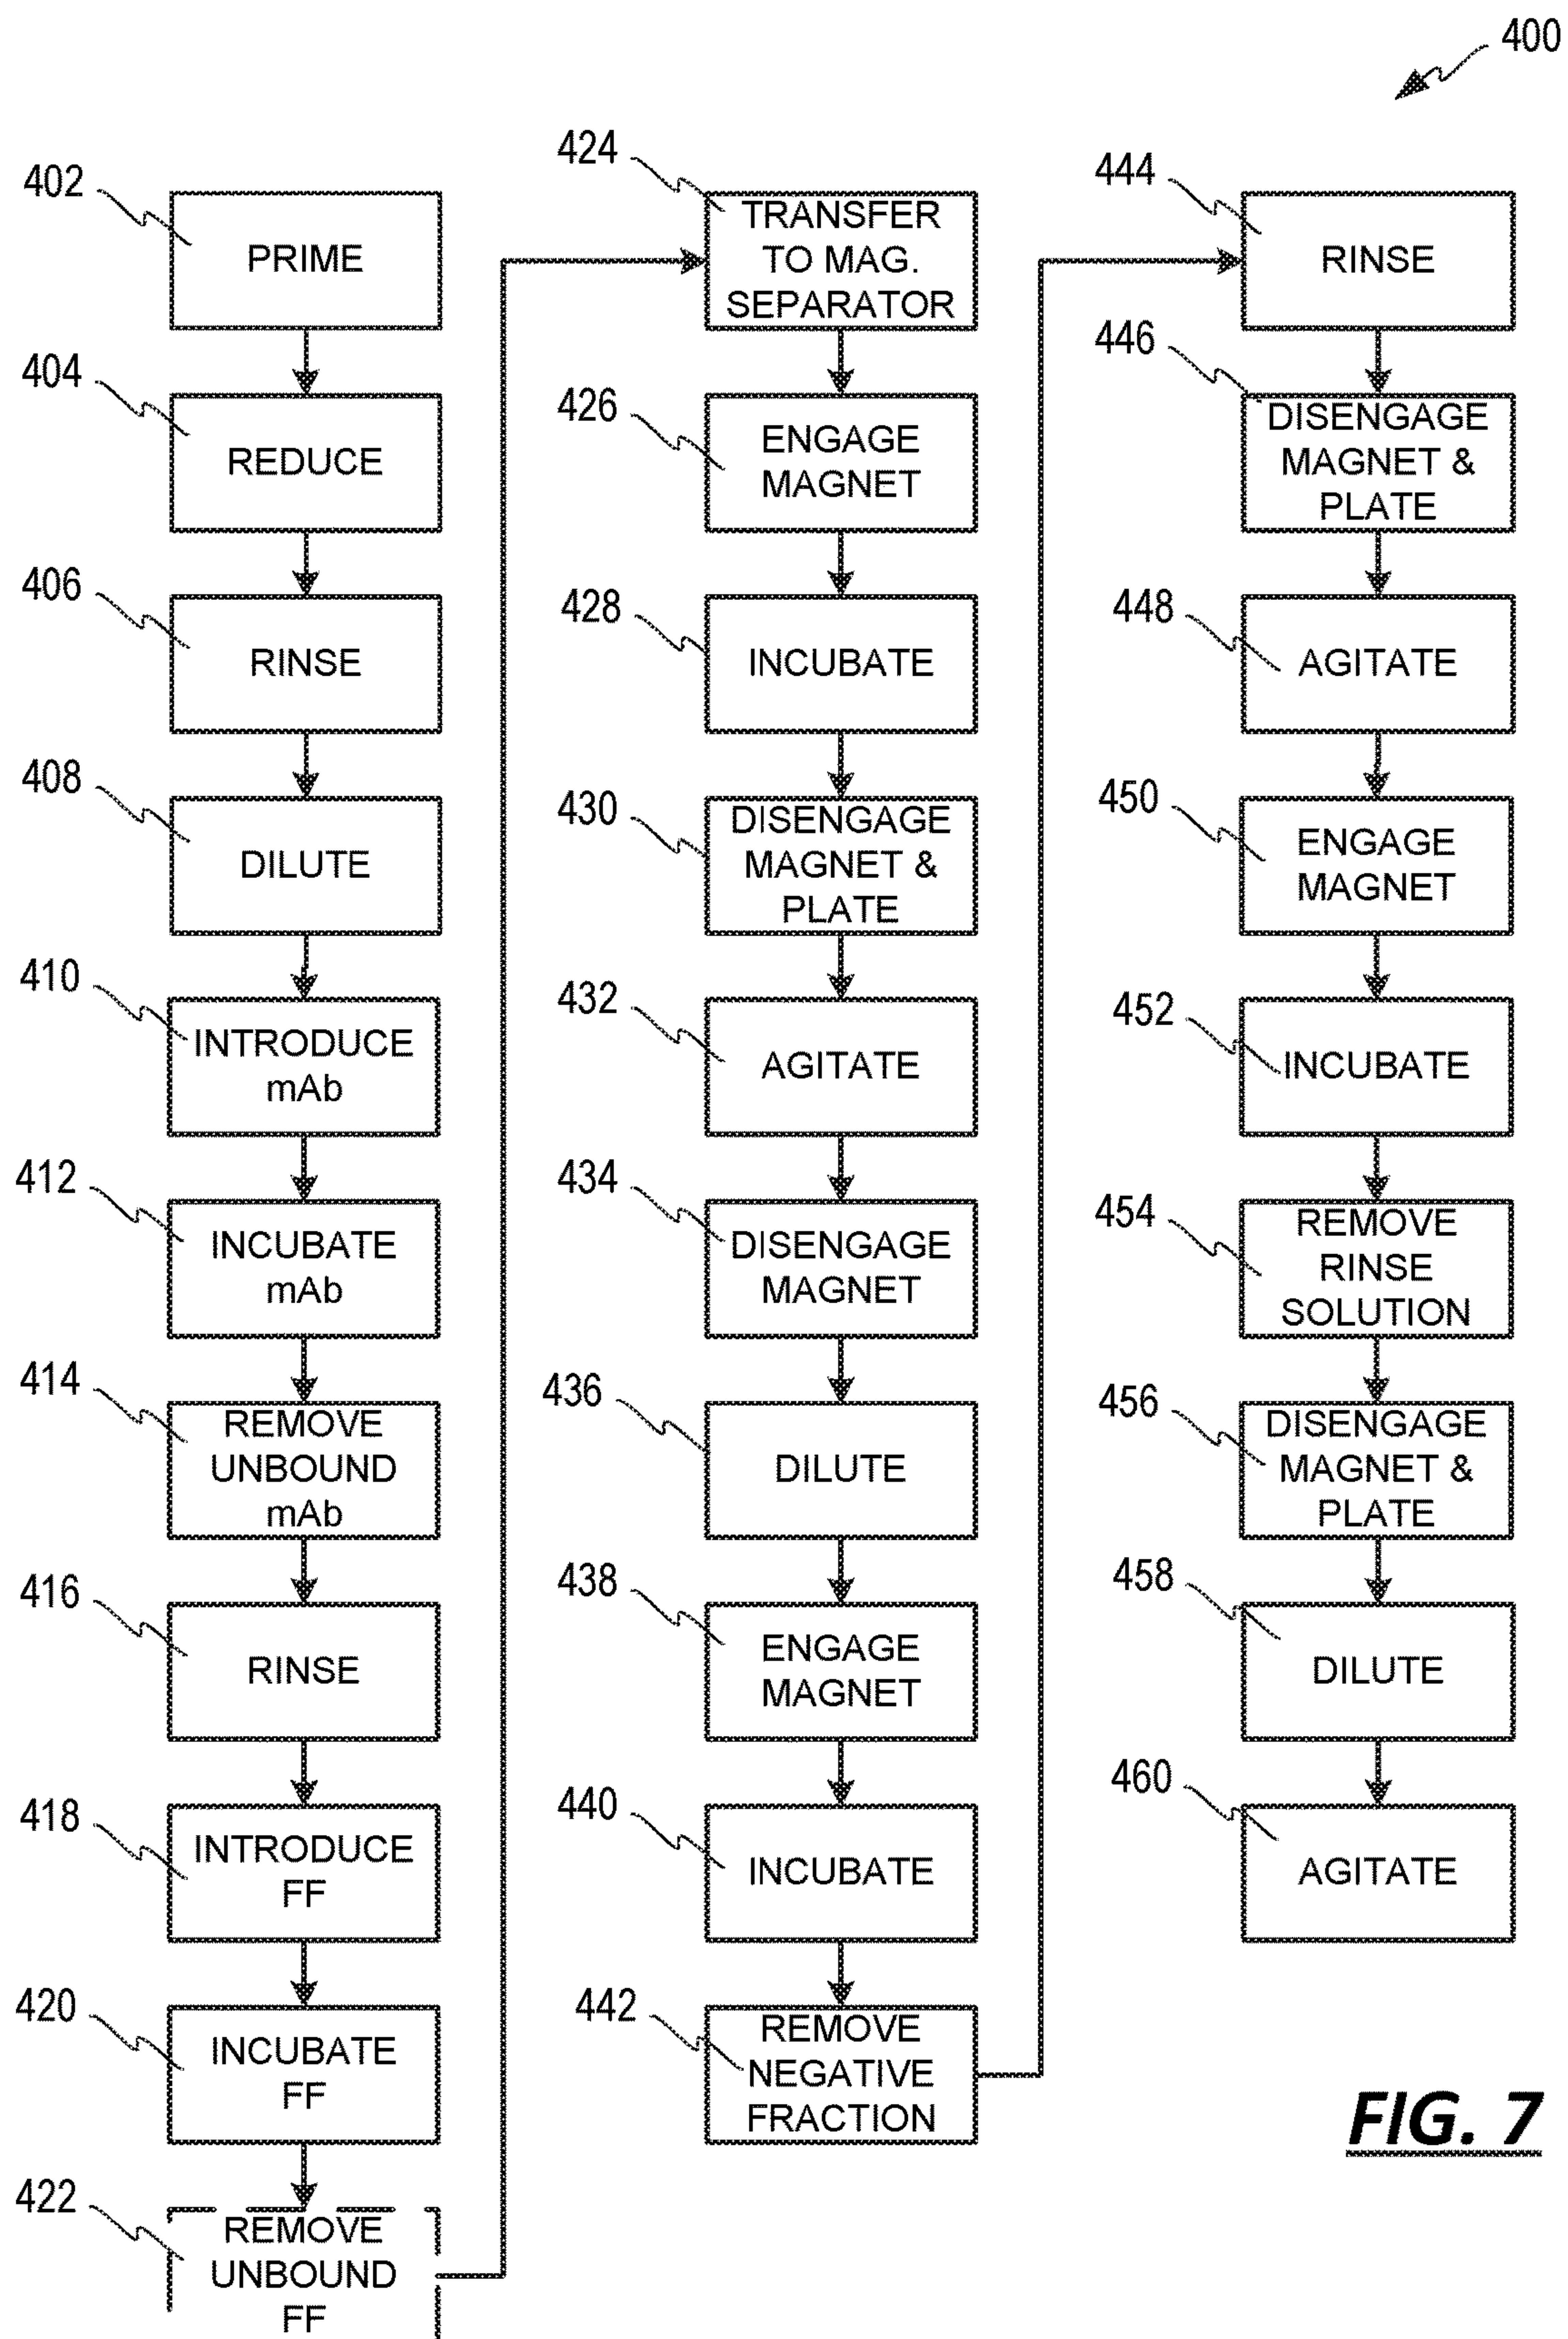 400
402
PRIME
404
REDUCE
406
RINSE
408
DILUTE
410
INTRODUCE
mAb
412
INCUBATE
mAb
414
REMOVE
UNBOUND
mAb
416
RINSE
418
INTRODUCE
FF
420
INCUBATE
FF
422
REMOVE
UNBOUND
FF
424
TRANSFER
TO MAG.
SEPARATOR
426
ENGAGE
MAGNET
428
INCUBATE
430
DISENGAGE
MAGNET &
PLATE
432
AGITATE
434
DISENGAGE
MAGNET
436
DILUTE
438
ENGAGE
MAGNET
440
INCUBATE
442
REMOVE
NEGATIVE
FRACTION
444
RINSE
446
DISENGAGE
MAGNET &
PLATE
448
AGITATE
450
ENGAGE
MAGNET
452
INCUBATE
454
REMOVE
RINSE
SOLUTION
456
DISENGAGE
MAGNET &
PLATE
458
DILUTE
460
AGITATE
FIG. 7